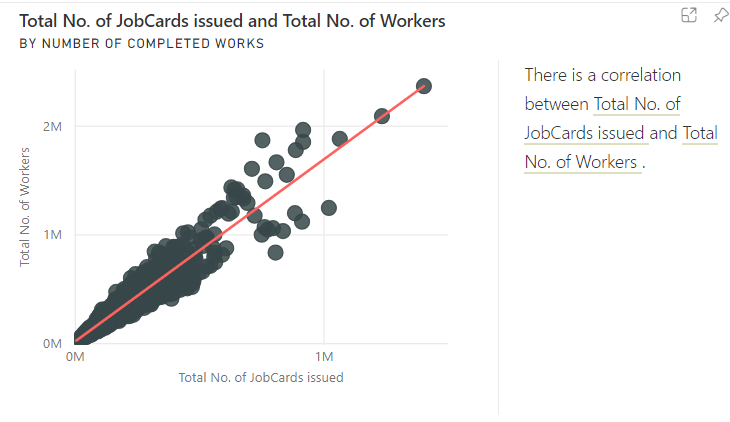 Total No. of JobCards issued and Total No. of Workers
BY NUMBER OF COMPLETED WORKS
2M
1M
0M
Total No. of Workers
0M
1M
Total No. of JobCards issued
There is a correlation
between Total No. of
JobCards issued and Total
No. of Workers .